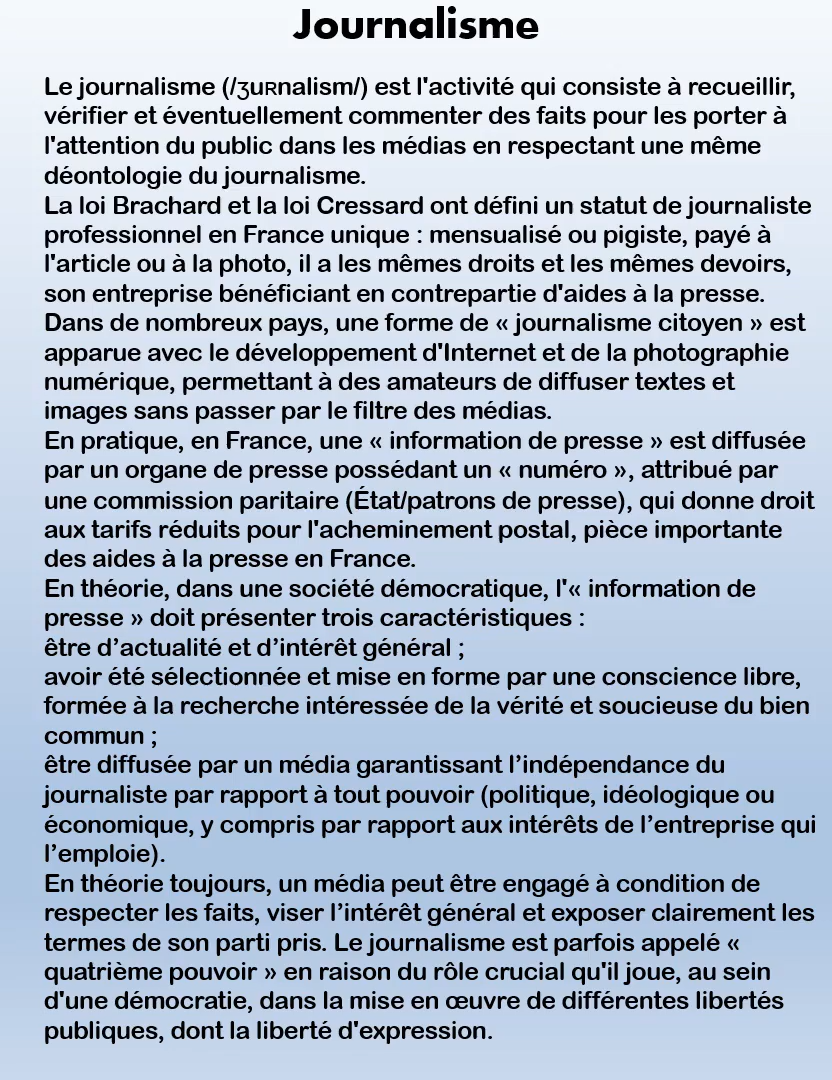 Journalisme
Le journalisme (/ʒuʀnalism/) est l'activité qui consiste à recueillir,
vérifier et éventuellement commenter des faits pour les porter à
l'attention du public dans les médias en respectant une même
déontologie du journalisme.
La loi Brachard et la loi Cressard ont défini un statut de journaliste
professionnel en France unique : mensualisé ou pigiste, payé à
l'article ou à la photo, il a les mêmes droits et les mêmes devoirs,
son entreprise bénéficiant en contrepartie d'aides à la presse.
Dans de nombreux pays, une forme de « journalisme citoyen » est
apparue avec le développement d'Internet et de la photographie
numérique, permettant à des amateurs de diffuser textes et
images sans passer par le filtre des médias.
En pratique, en France, une « information de presse » est diffusée
par un organe de presse possédant un « numéro », attribué par
une commission paritaire (État/patrons de presse), qui donne droit
aux tarifs réduits pour l'acheminement postal, pièce importante
des aides à la presse en France.
En théorie, dans une société démocratique, l'« information de
presse » doit présenter trois caractéristiques :
être d’actualité et d’intérêt général ;
avoir été sélectionnée et mise en forme par une conscience libre,
formée à la recherche intéressée de la vérité et soucieuse du bien
commun ;
être diffusée par un média garantissant l’indépendance du
journaliste par rapport à tout pouvoir (politique, idéologique ou
économique, y compris par rapport aux intérêts de l’entreprise qui
l’emploie).
En théorie toujours, un média peut être engagé à condition de
respecter les faits, viser l’intérêt général et exposer clairement les
termes de son parti pris. Le journalisme est parfois appelé «
quatrième pouvoir » en raison du rôle crucial qu'il joue, au sein
d'une démocratie, dans la mise en œuvre de différentes libertés
publiques, dont la liberté d'expression.